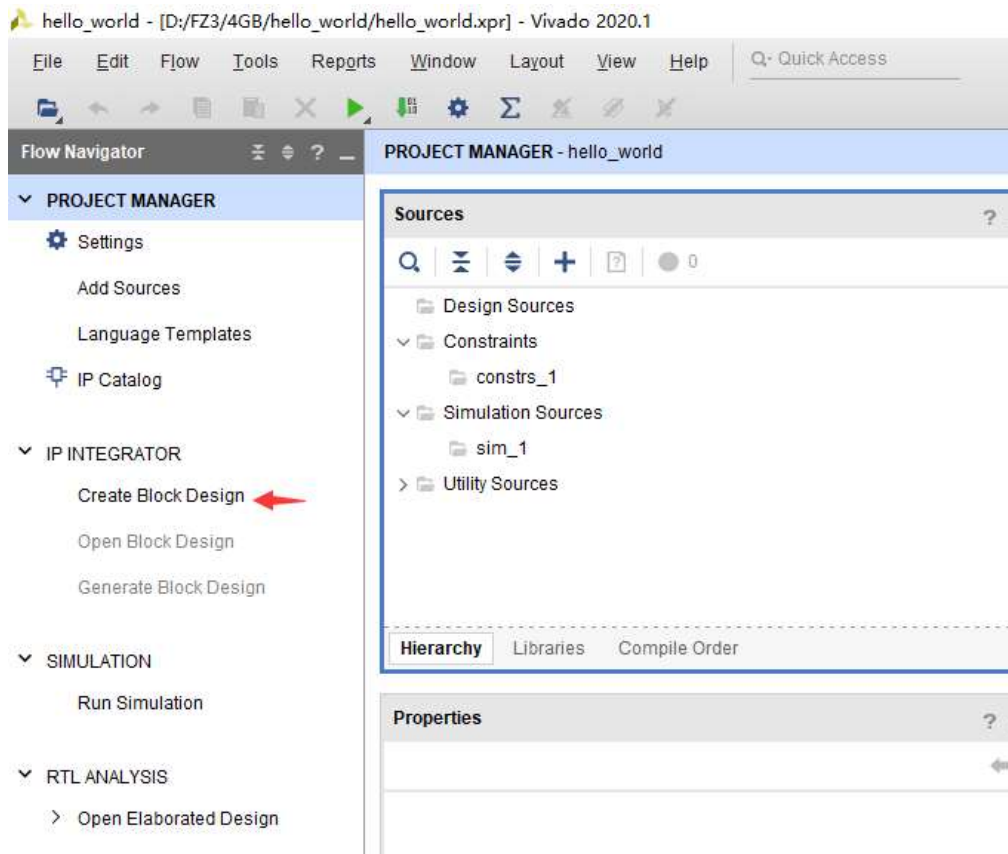 hello_world - [D:/FZ3/4GB/hello_world/hello_world.xpr] - Vivado 2020.1
File Edit Flow Tools Reports Window Layout View Help Quick Access
Flow Navigator
PROJECT MANAGER - hello_world
PROJECT MANAGER
Settings
Add Sources
Language Templates
IP Catalog
IP INTEGRATOR
Create Block Design
Open Block Design
Generate Block Design
SIMULATION
Run Simulation
RTL ANALYSIS
Open Elaborated Design
Sources
0
Design Sources
Constraints
constrs_1
Simulation Sources
sim_1
Utility Sources
Hierarchy Libraries Compile Order
Properties